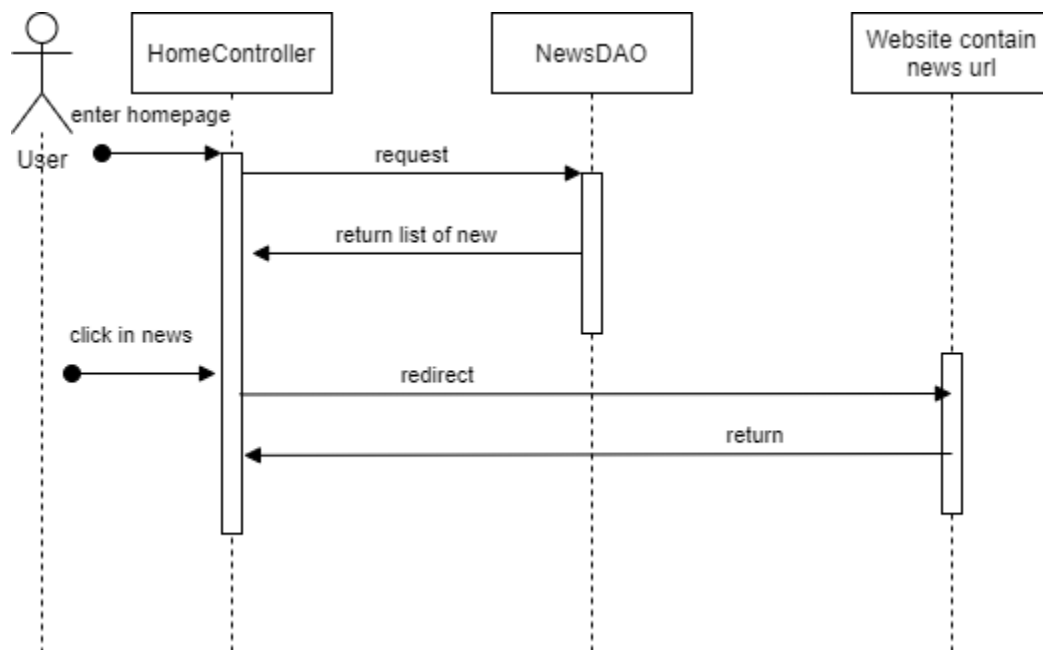 HomeController
NewsDAO
Website contain
news url
enter homepage
User
request
return list of new
click in news
redirect
return